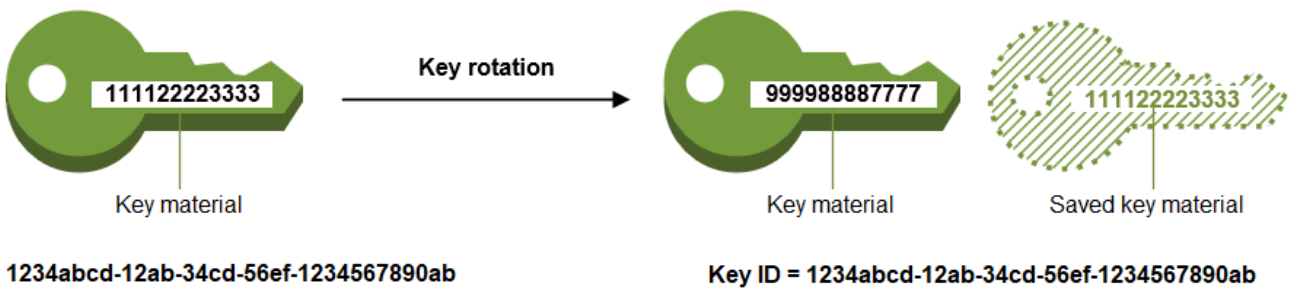 Key rotation
111122223333
999988887777
111122223333
Key material
Key material
Saved key material
1234abcd-12ab-34cd-56ef-1234567890ab
Key ID = 1234abcd-12ab-34cd-56ef-1234567890ab